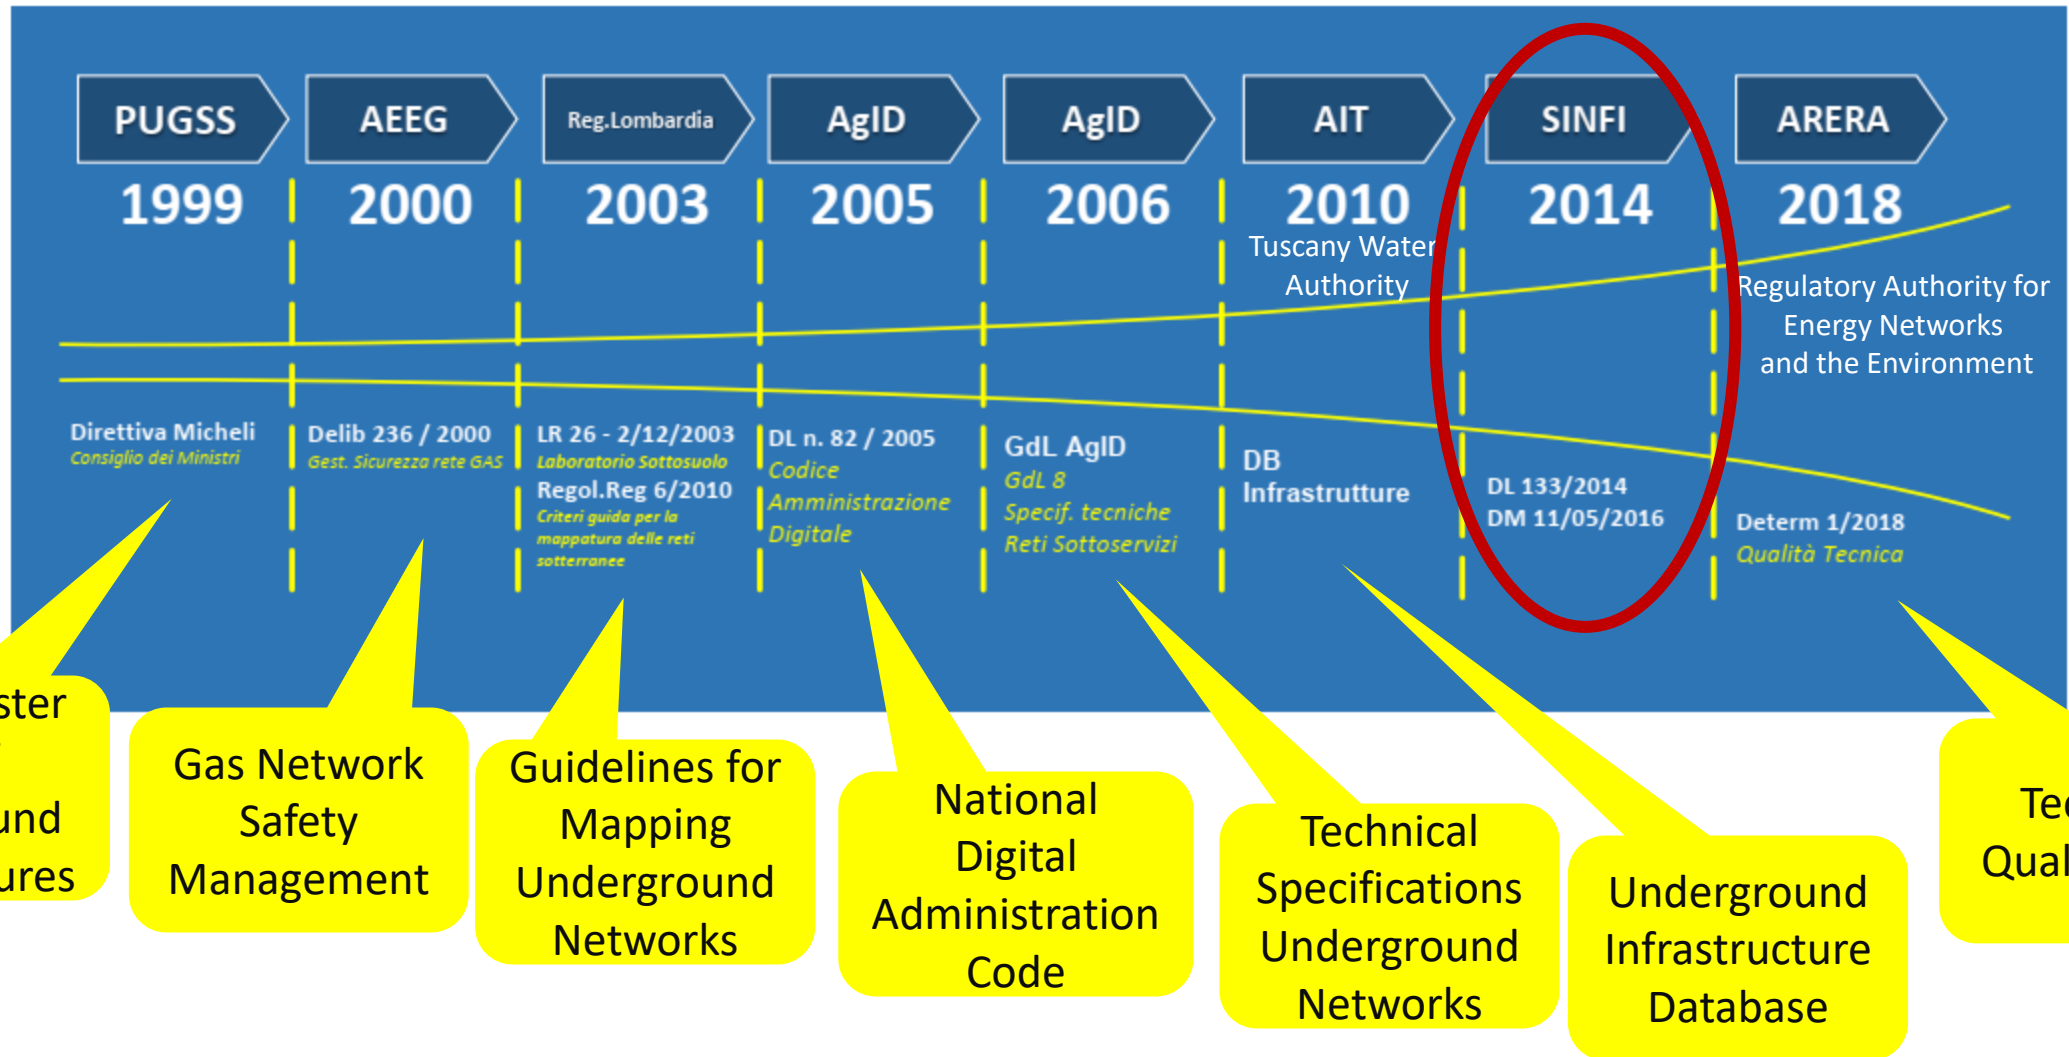 PUGSS
1999
AEEG
2000
Reg.Lombardia
2003
AgID
2005
AgID
2006
AIT
2010
Tuscany Water
Authority
SINFI
2014
ARERA
2018
Regulatory Authority for
Energy Networks
and the Environment
Direttiva Micheli
Consiglio dei Ministri
Delib 236 / 2000
Gest. Sicurezza rete GAS
LR 26 - 2/12/2003
Laboratorio Sottosuolo
Regol.Reg 6/2010
Criteri guida per la
mappatura delle reti
sotterranee
DL n. 82 / 2005
Codice
Amministrazione
Digitale
GdL AgID
GdL 8
Specif. tecniche
Reti Sottoservizi
DB
Infrastrutture
DL 133/2014
DM 11/05/2016
Determ 1/2018
Qualità Tecnica
Gas Network
Safety
Management
Guidelines for
Mapping
Underground
Networks
National
Digital
Administration
Code
Technical
Specifications
Underground
Networks
Underground
Infrastructure
Database